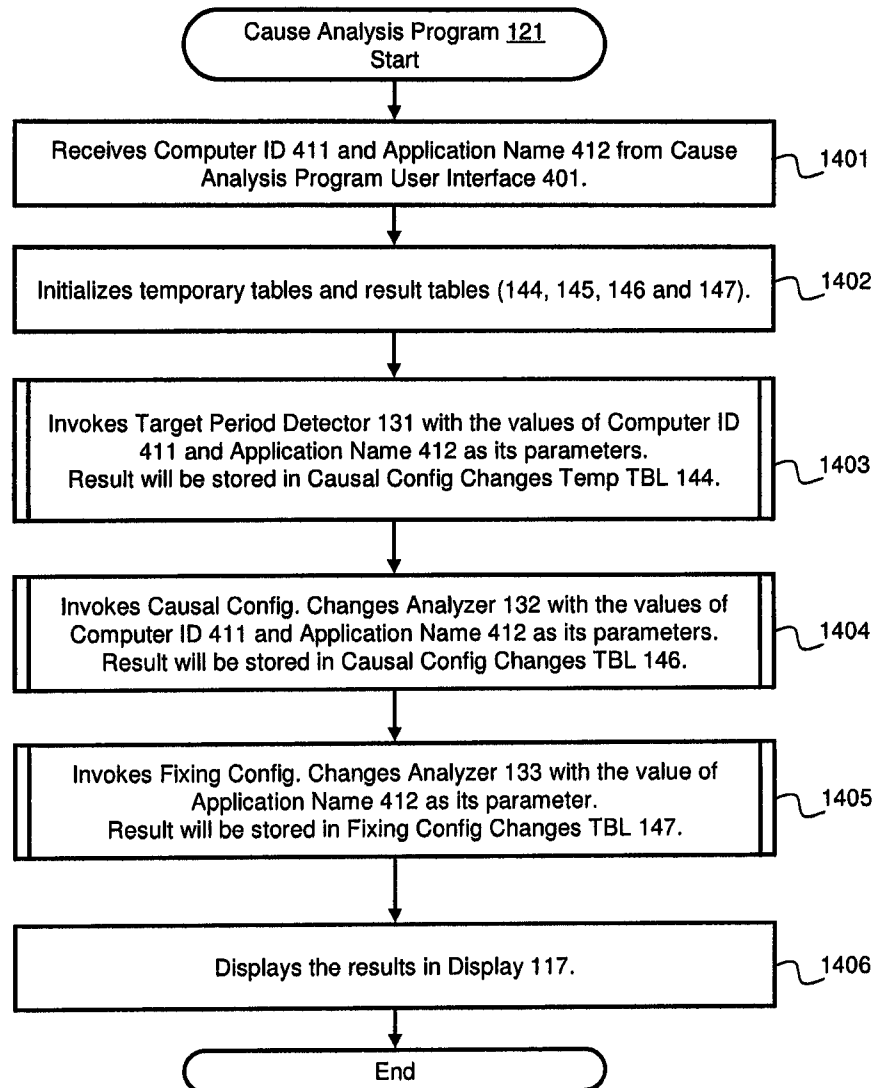 Cause Analysis Program 121
Start
Receives Computer ID 411 and Application Name 412 from Cause
Analysis Program User Interface 401.
1401
Initializes temporary tables and result tables (144, 145, 146 and 147).
1402
Invokes Target Period Detector 131 with the values of Computer ID
411 and Application Name 412 as its parameters.
Result will be stored in Causal Config Changes Temp TBL 144.
1403
Invokes Causal Config. Changes Analyzer 132 with the values of
Computer ID 411 and Application Name 412 as its parameters.
Result will be stored in Causal Config Changes TBL 146.
1404
Invokes Fixing Config. Changes Analyzer 133 with the value of
Application Name 412 as its parameter.
Result will be stored in Fixing Config Changes TBL 147.
1405
Displays the results in Display 117.
1406
End